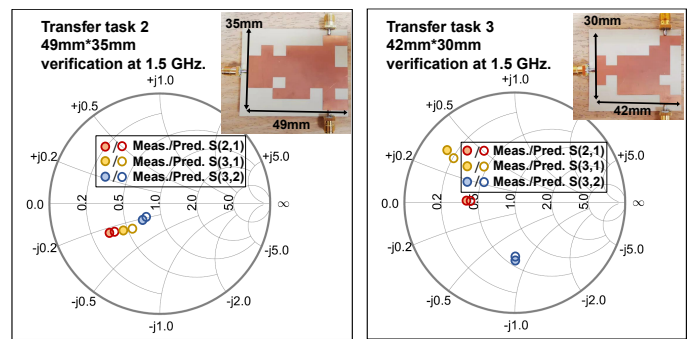 Transfer task 2
49mm*35mm
verification at 1.5 GHz.
35mm
49mm
+j1.0
+j0.5
+j0.2
+j5.0
Meas./Pred. S(2,1)
Meas./Pred. S(3,1)
Meas./Pred. S(3,2)
0.0
0.2
0.5
1.0
2.0
5.0
∞
-j0.2
-j5.0
-j0.5
-j2.0
-j1.0
Transfer task 3
42mm*30mm
verification at 1.5 GHz.
30mm
42mm
+j1.0
+j0.5
+j0.2
+j5.0
Meas./Pred. S(2,1)
Meas./Pred. S(3,1)
Meas./Pred. S(3,2)
0.0
0.2
0.5
1.0
2.0
5.0
∞
-j0.2
-j5.0
-j0.5
-j2.0
-j1.0